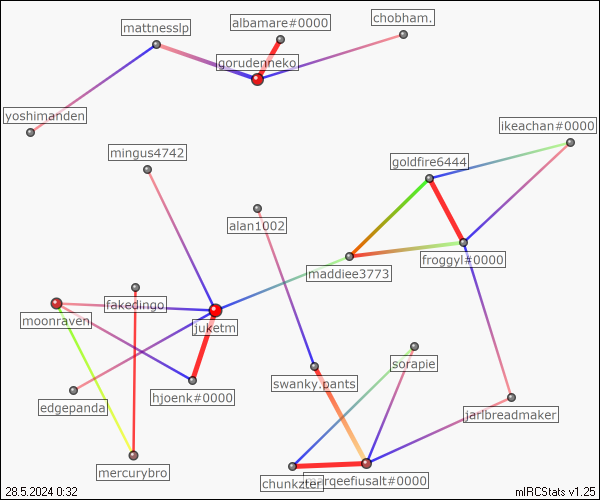 albamare#0000
chobham.
mattnesslp
gorudenneko
yoshimanden
ikeachan#0000
mingus4742
goldfire6444
alan1002
froggyl#0000
maddiee3773
fakedingo
moonraven
juketm
sorapie
swanky.pants
hjoenk#0000
edgepanda
jarlbreadmaker
mercurybro
chunkzter
marqeefiusalt#0000
28.5.2024 0:32
mIRCStats v1.25